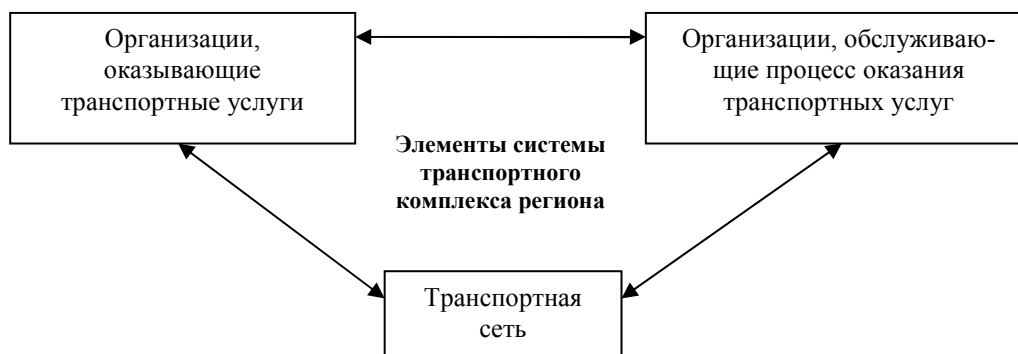 Организации,
оказывающие
транспортные услуги
Организации, обслуживаю-
щие процесс оказания
транспортных услуг
Элементы системы
транспортного
комплекса региона
Транспортная
сеть